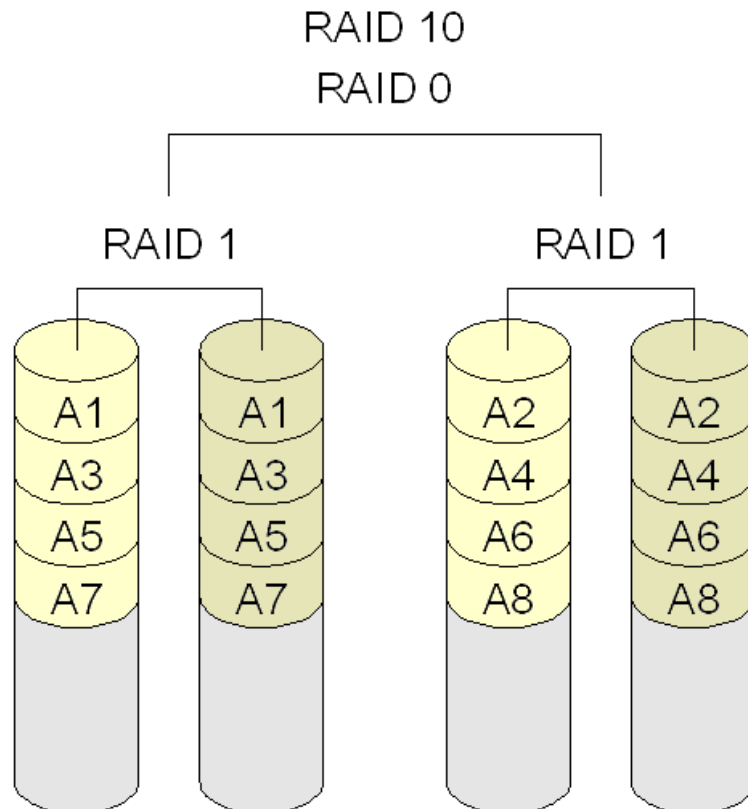 RAID 10
RAID 0
RAID 1 RAID 1
A1 A1 A2 A2
A3 A3 A4 A4
A5 A5 A6 A6
A7 A7 A8 A8